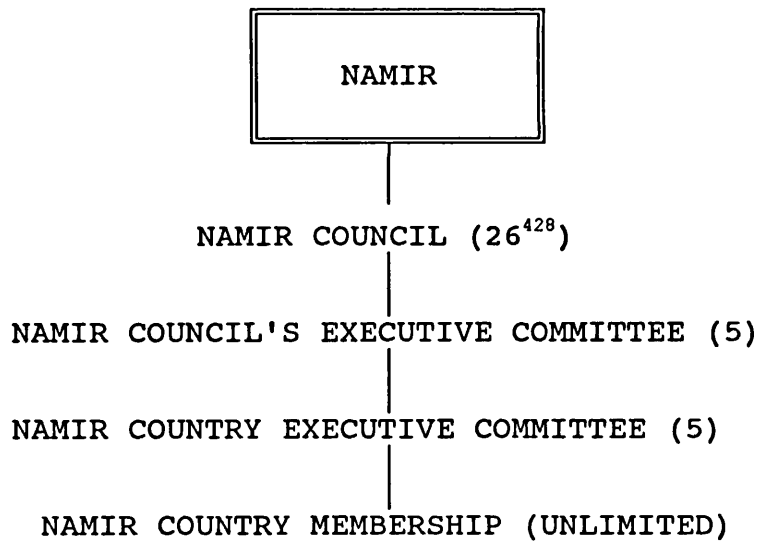 NAMIR
NAMIR COUNCIL (26⁴²⁸)
NAMIR COUNCIL'S EXECUTIVE COMMITTEE (5)
NAMIR COUNTRY EXECUTIVE COMMITTEE (5)
NAMIR COUNTRY MEMBERSHIP (UNLIMITED)